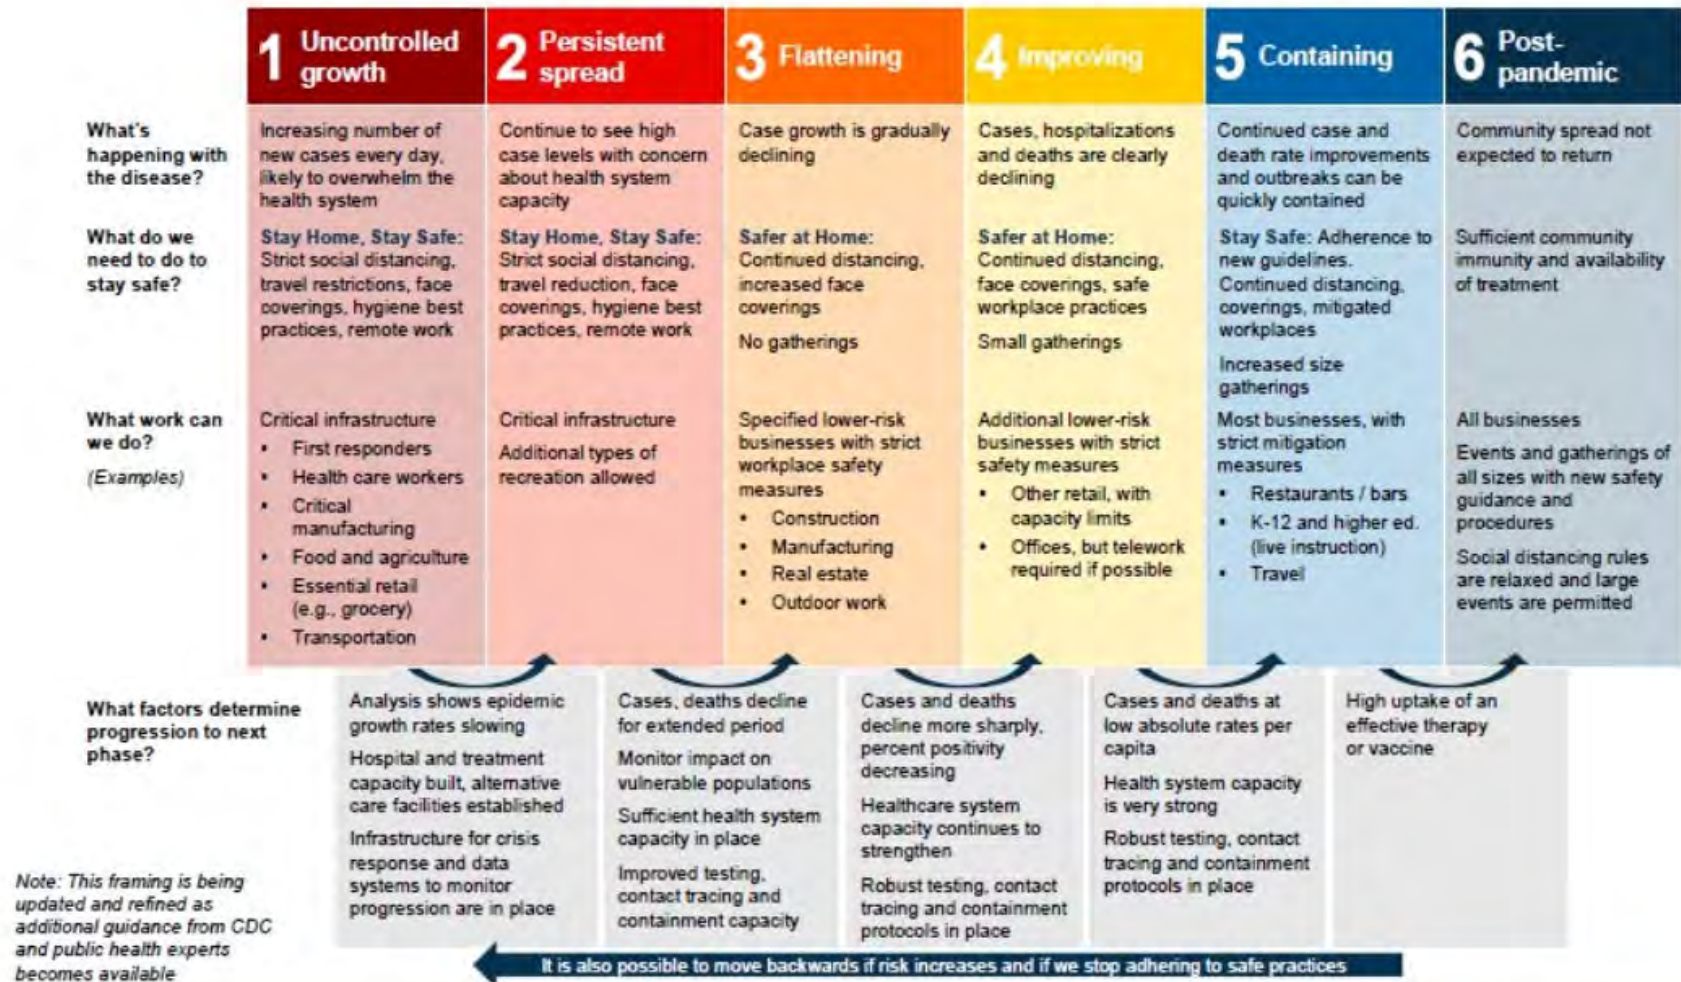 1 Uncontrolled
growth
2 Persistent
spread
3 Flattening
4 Improving
5 Containing
6 Post-
pandemic
What's
happening with
the disease?
Increasing number of
new cases every day,
likely to overwhelm the
health system
Continue to see high
case levels with concern
about health system
capacity
Case growth is gradually
declining
Cases, hospitalizations
and deaths are clearly
declining
Continued case and
death rate improvements
and outbreaks can be
quickly contained
Community spread not
expected to return
What do we
need to do to
stay safe?
Stay Home, Stay Safe:
Strict social distancing,
travel restrictions, face
coverings, hygiene best
practices, remote work
Stay Home, Stay Safe:
Strict social distancing,
travel reduction, face
coverings, hygiene best
practices, remote work
Safer at Home:
Continued distancing,
increased face
coverings
No gatherings
Safer at Home:
Continued distancing,
face coverings, safe
workplace practices
Small gatherings
Stay Safe: Adherence to
new guidelines.
Continued distancing,
coverings, mitigated
workplaces
Increased size
gatherings
Sufficient community
immunity and availability
of treatment
What work can
we do?
(Examples)
Critical infrastructure
• First responders
• Health care workers
• Critical
manufacturing
• Food and agriculture
• Essential retail
(e.g., grocery)
• Transportation
Critical infrastructure
Additional types of
recreation allowed
Specified lower-risk
businesses with strict
workplace safety
measures
• Construction
• Manufacturing
• Real estate
• Outdoor work
Additional lower-risk
businesses with strict
safety measures
• Other retail, with
capacity limits
• Offices, but telework
required if possible
Most businesses, with
strict mitigation
measures
• Restaurants / bars
• K-12 and higher ed.
(live instruction)
• Travel
All businesses
Events and gatherings of
all sizes with new safety
guidance and
procedures
Social distancing rules
are relaxed and large
events are permitted
What factors determine
progression to next
phase?
Analysis shows epidemic
growth rates slowing
Hospital and treatment
capacity built, alternative
care facilities established
Infrastructure for crisis
response and data
systems to monitor
progression are in place
Cases, deaths decline
for extended period
Monitor impact on
vulnerable populations
Sufficient health system
capacity in place
Improved testing,
contact tracing and
containment capacity
Cases and deaths
decline more sharply,
percent positivity
decreasing
Healthcare system
capacity continues to
strengthen
Robust testing, contact
tracing and containment
protocols in place
Cases and deaths at
low absolute rates per
capita
Health system capacity
is very strong
Robust testing, contact
tracing and containment
protocols in place
High uptake of an
effective therapy
or vaccine
Note: This framing is being
updated and refined as
additional guidance from CDC
and public health experts
becomes available
It is also possible to move backwards if risk increases and if we stop adhering to safe practices